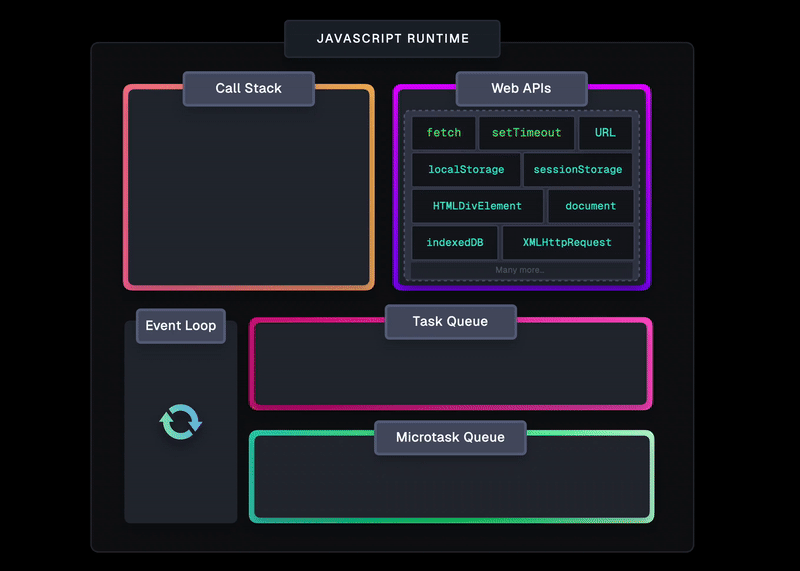 JAVASCRIPT RUNTIME
Call Stack
Web APIs
fetch
setTimeout
URL
localStorage
sessionStorage
HTMLDivElement
document
indexedDB
XMLHttpRequest
Many more..
Event Loop
Task Queue
Microtask Queue